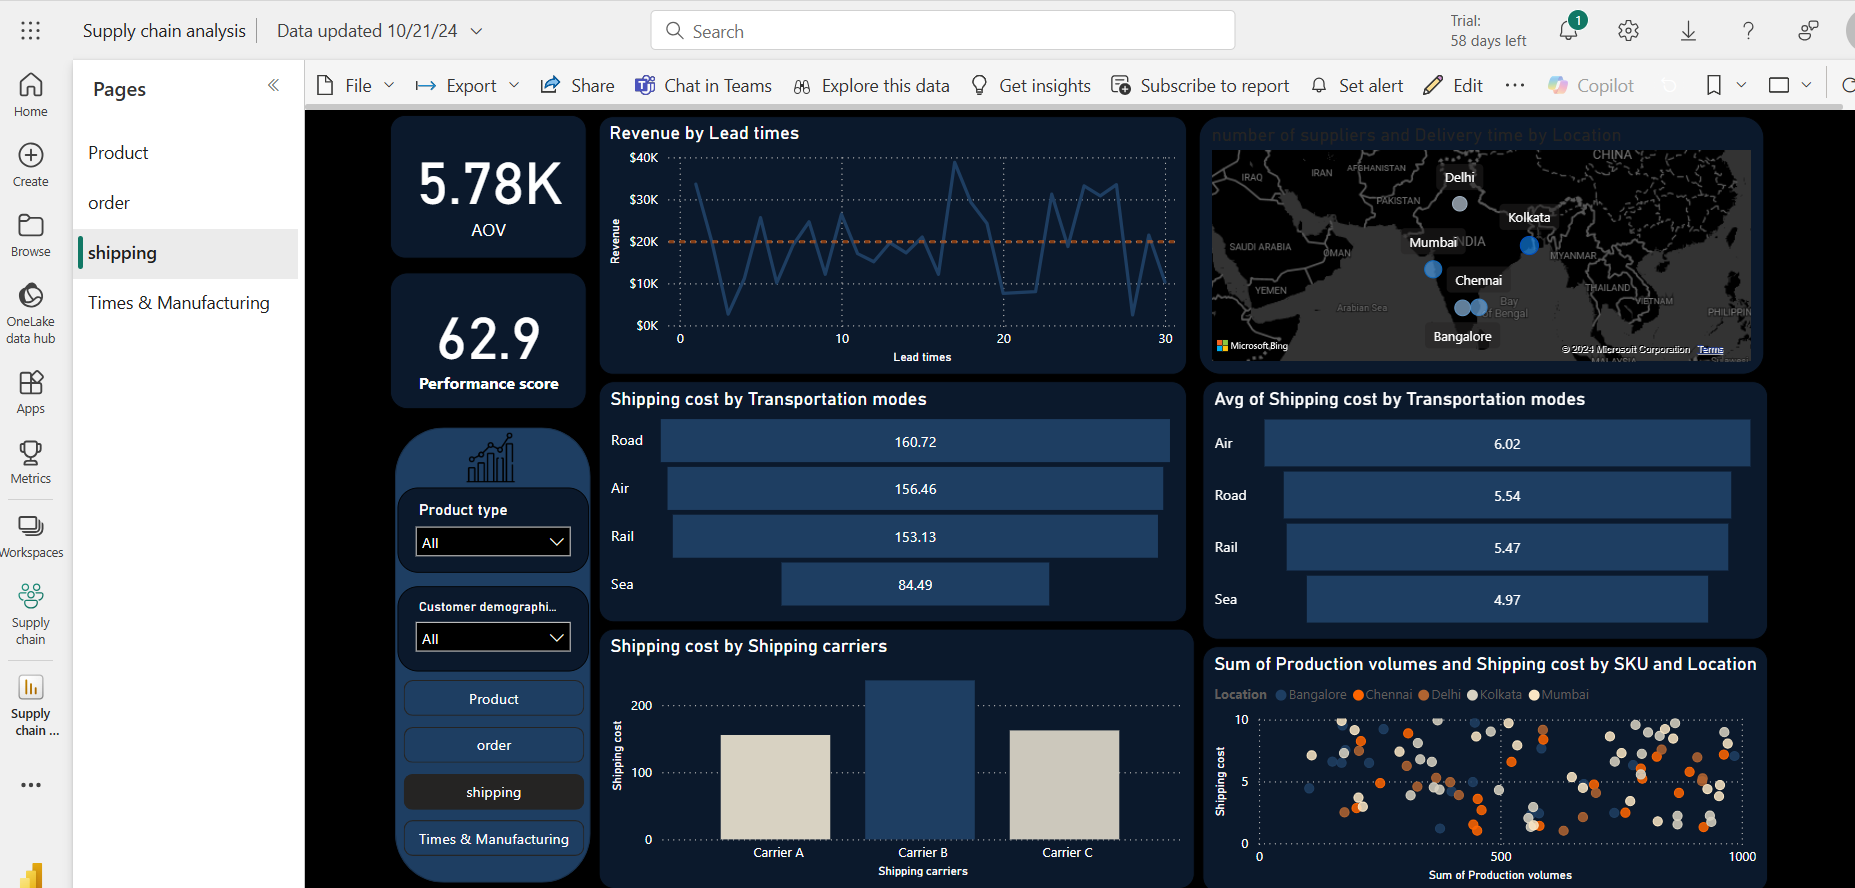 Supply chain analysis
Data updated 10/21/24
Search
Trial:
58 days left
1
Home
Create
Browse
OneLake
data hub
Apps
Metrics
Workspaces
Supply
chain
Supply
chain ...
Pages
Product
order
shipping
Times & Manufacturing
File
Export
Share
Chat in Teams
Explore this data
Get insights
Subscribe to report
Set alert
Edit
Copilot
5.78K
AOV
62.9
Performance score
Product type
All
Customer demographi...
All
Product
order
shipping
Times & Manufacturing
Revenue by Lead times
Revenue
$40K
$30K
$20K
$10K
$0K
0 10 20 30
Lead times
number of suppliers and Delivery time by Location
CHINA
IRAQ
IRAN
AFGHANISTAN
PAKISTAN
Delhi
Kolkata
SAUDI ARABIA
OMAN
Mumbai
NDIA
MYANMAR
YEMEN
Chennai
THAILAND
Arabian Sea
Bay
of Bengal
VIETNAM
PHILIPPIN
Bangalore
Microsoft Bing
© 2024 Microsoft Corporation Terms
MALAYSIA
Shipping cost by Transportation modes
Road 160.72
Air 156.46
Rail 153.13
Sea 84.49
Avg of Shipping cost by Transportation modes
Air 6.02
Road 5.54
Rail 5.47
Sea 4.97
Shipping cost by Shipping carriers
Shipping cost
200
100
0
Carrier A Carrier B Carrier C
Shipping carriers
Sum of Production volumes and Shipping cost by SKU and Location
Location Bangalore Chennai Delhi Kolkata Mumbai
Shipping cost
10
5
0
0 500 1000
Sum of Production volumes